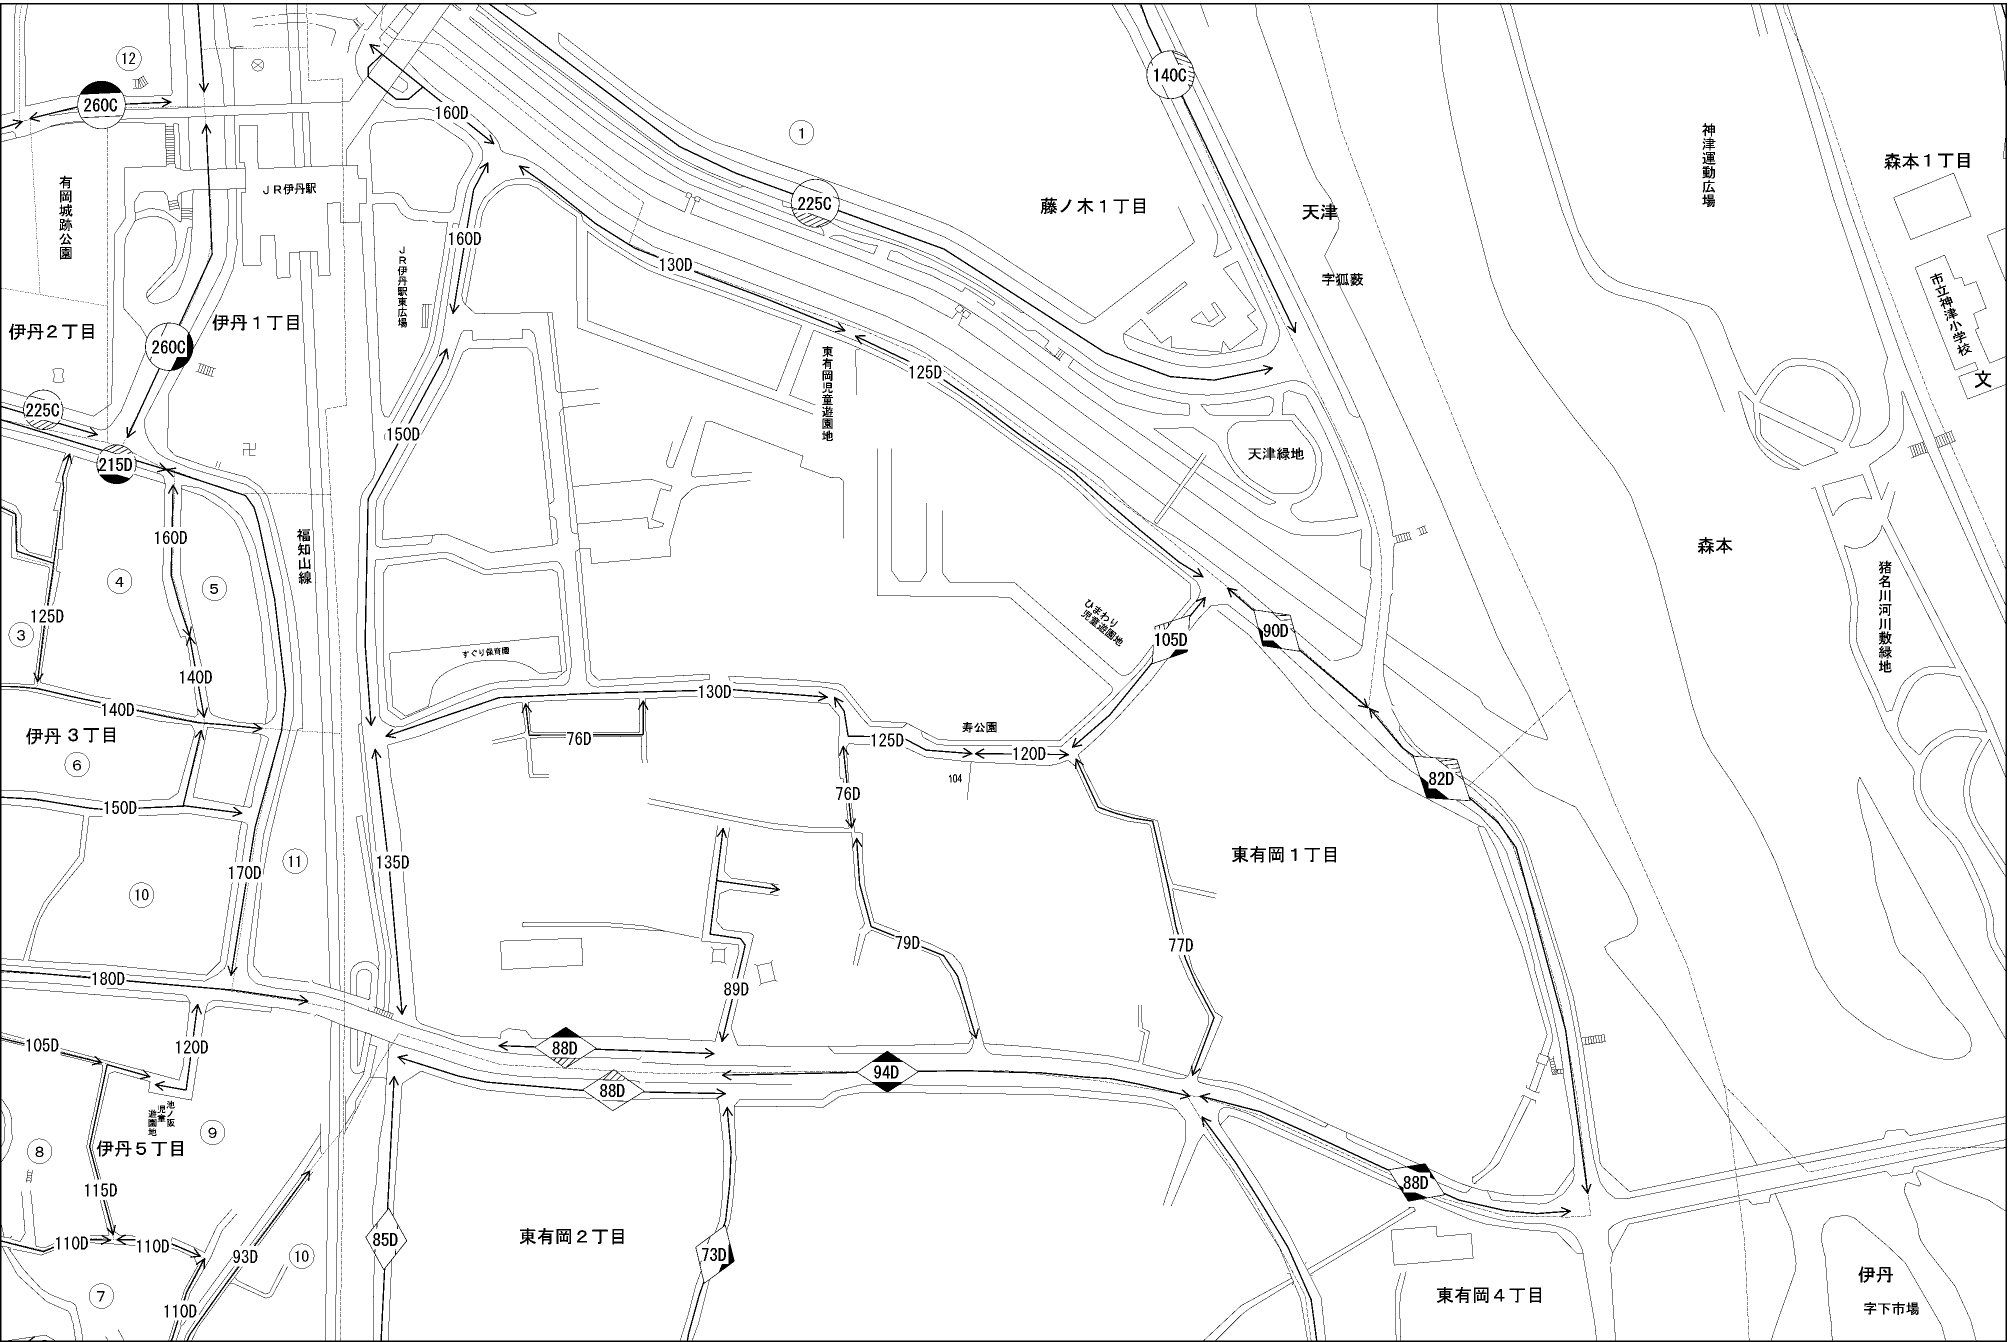 12
260C
160D
140C
1
有岡城跡公園
JR伊丹駅
225C
藤ノ木1丁目
天津
神津運動広場
森本1丁目
160D
JR伊丹駅東広場
130D
字狐薮
市立神津小学校
伊丹2丁目
伊丹1丁目
260C
東有岡児童遊園地
125D
文
225C
150D
天津緑地
215D
160D
福知山線
森本
猪名川河川敷緑地
4
5
125D
3
ひまわり
児童遊園地
105D
90D
すぐり保育園
140D
130D
140D
伊丹3丁目
76D
125D
寿公園
120D
6
104
82D
150D
76D
135D
東有岡1丁目
170D
11
10
79D
77D
180D
89D
105D
120D
88D
94D
88D
池ノ阪
児童
遊園地
9
伊丹5丁目
8
115D
88D
110D
110D
93D
10
85D
73D
東有岡2丁目
7
110D
東有岡4丁目
伊丹
字下市場